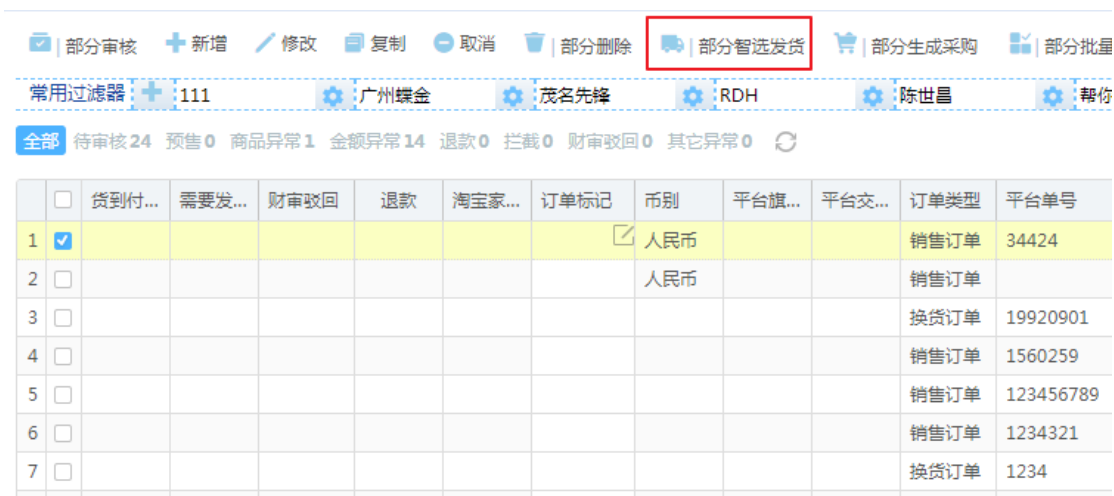 部分审核 新增 修改 复制 取消 部分删除 部分智选发货 部分生成采购 部分批量
常用过滤器 111 广州蝶金 茂名先锋 RDH 陈世昌 帮你
全部 待审核24 预售0 商品异常1 金额异常14 退款0 拦截0 财审驳回0 其它异常0
货到付... 需要发... 财审驳回 退款 淘宝家... 订单标记 币别 平台旗... 平台交... 订单类型 平台单号
1 人民币 销售订单 34424
2 人民币 销售订单
3 换货订单 19920901
4 销售订单 1560259
5 销售订单 123456789
6 销售订单 1234321
7 换货订单 1234